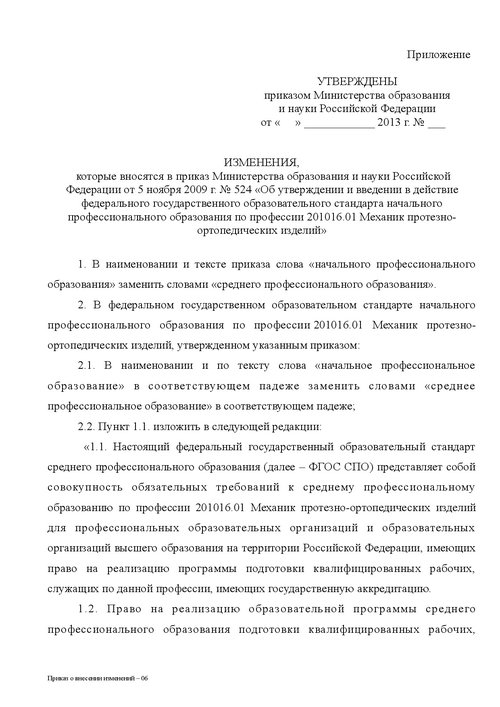 Приложение
УТВЕРЖДЕНЫ
приказом Министерства образования
и науки Российской Федерации
от « » ____________ 2013 г. № ___
ИЗМЕНЕНИЯ,
которые вносятся в приказ Министерства образования и науки Российской
Федерации от 5 ноября 2009 г. № 524 «Об утверждении и введении в действие
федерального государственного образовательного стандарта начального
профессионального образования по профессии 201016.01 Механик протезно-
ортопедических изделий»
1. В наименовании и тексте приказа слова «начального профессионального
образования» заменить словами «среднего профессионального образования».
2. В федеральном государственном образовательном стандарте начального
профессионального образования по профессии 201016.01 Механик протезно-
ортопедических изделий, утвержденном указанным приказом:
2.1. В наименовании и по тексту слова «начальное профессиональное
образование» в соответствующем падеже заменить словами «среднее
профессиональное образование» в соответствующем падеже;
2.2. Пункт 1.1. изложить в следующей редакции:
«1.1. Настоящий федеральный государственный образовательный стандарт
среднего профессионального образования (далее – ФГОС СПО) представляет собой
совокупность обязательных требований к среднему профессиональному
образованию по профессии 201016.01 Механик протезно-ортопедических изделий
для профессиональных образовательных организаций и образовательных
организаций высшего образования на территории Российской Федерации, имеющих
право на реализацию программы подготовки квалифицированных рабочих,
служащих по данной профессии, имеющих государственную аккредитацию.
1.2. Право на реализацию образовательной программы среднего
профессионального образования подготовки квалифицированных рабочих,
Приказ о внесении изменений – 06